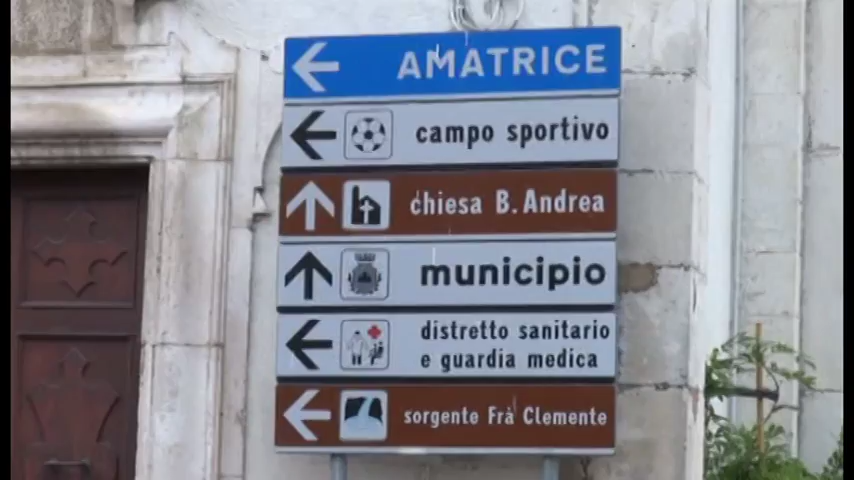 AMATRICE
campo sportivo
chiesa B. Andrea
municipio
distretto sanitario
e guardia medica
sorgente Frà Clemente